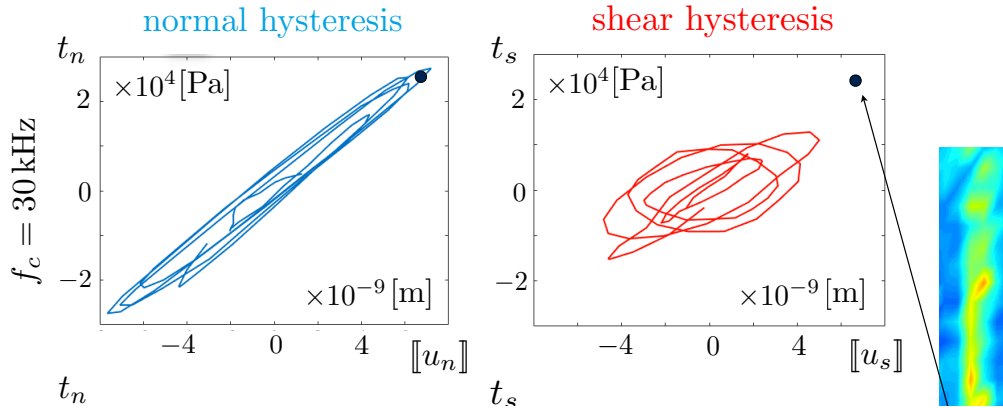 normal hysteresis
shear hysteresis
t_n
t_s
×10^4 [Pa]
×10^4 [Pa]
2
2
f_c = 30 kHz
0
0
−2
−2
×10^−9 [m]
×10^−9 [m]
−4
0
4
⟦u_n⟧
−4
0
4
⟦u_s⟧
t_n
t_s